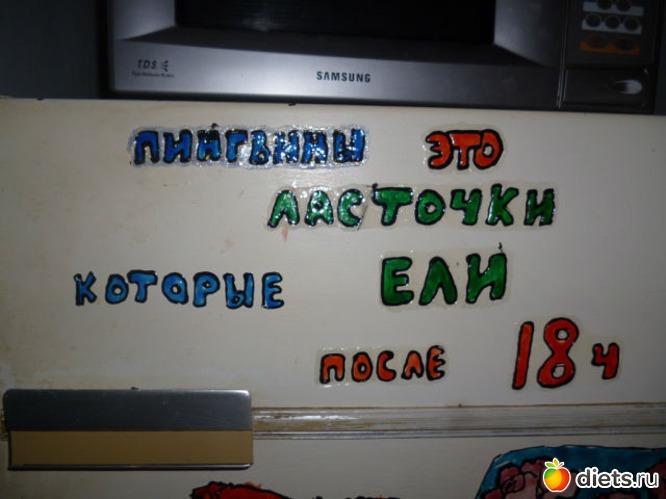 TDS
SAMSUNG
ПИНГВИНЫ ЭТО
ЛАСТОЧКИ
КОТОРЫЕ ЕЛИ
ПОСЛЕ 18 Ч
diets.ru